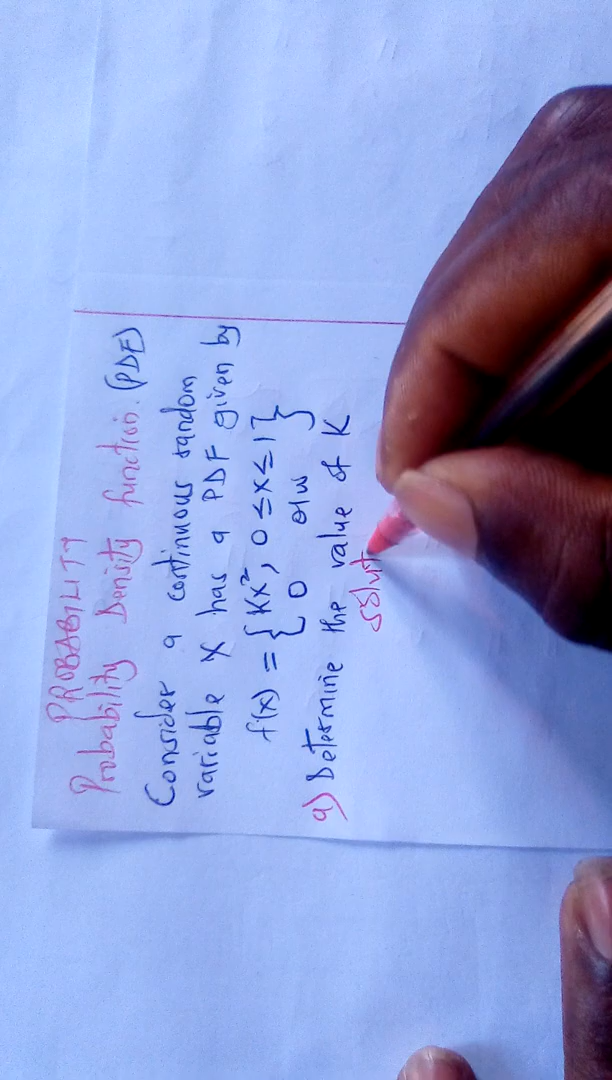 PROBABILITY
Probability Density function. (PDF)
Consider a continuous random
variable X has a PDF given by
f(x) = { Kx², 0 ≤ x ≤ 1 }
{ 0 o/w }
a) Determine the value of K
solut